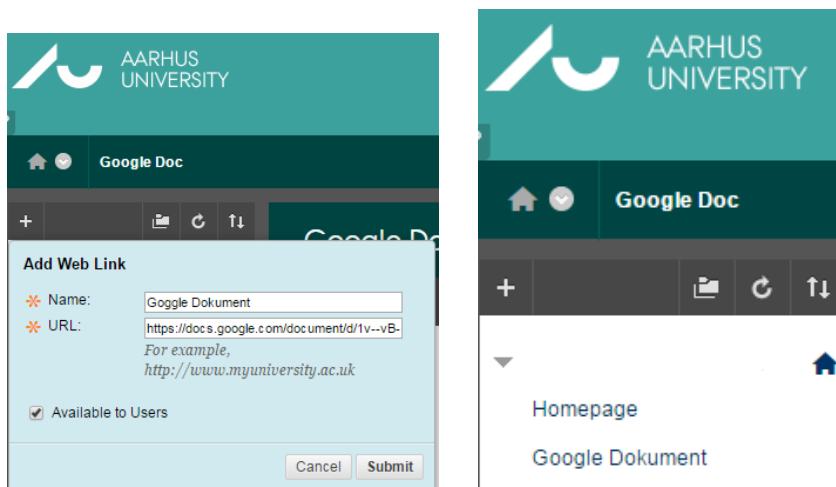 AARHUS
UNIVERSITY
Google Doc
Add Web Link
Name:
Goggle Dokument
URL:
https://docs.google.com/document/d/1v--vB-
For example,
http://www.myuniversity.ac.uk
Available to Users
Cancel Submit
AARHUS
UNIVERSITY
Google Doc
Homepage
Google Dokument